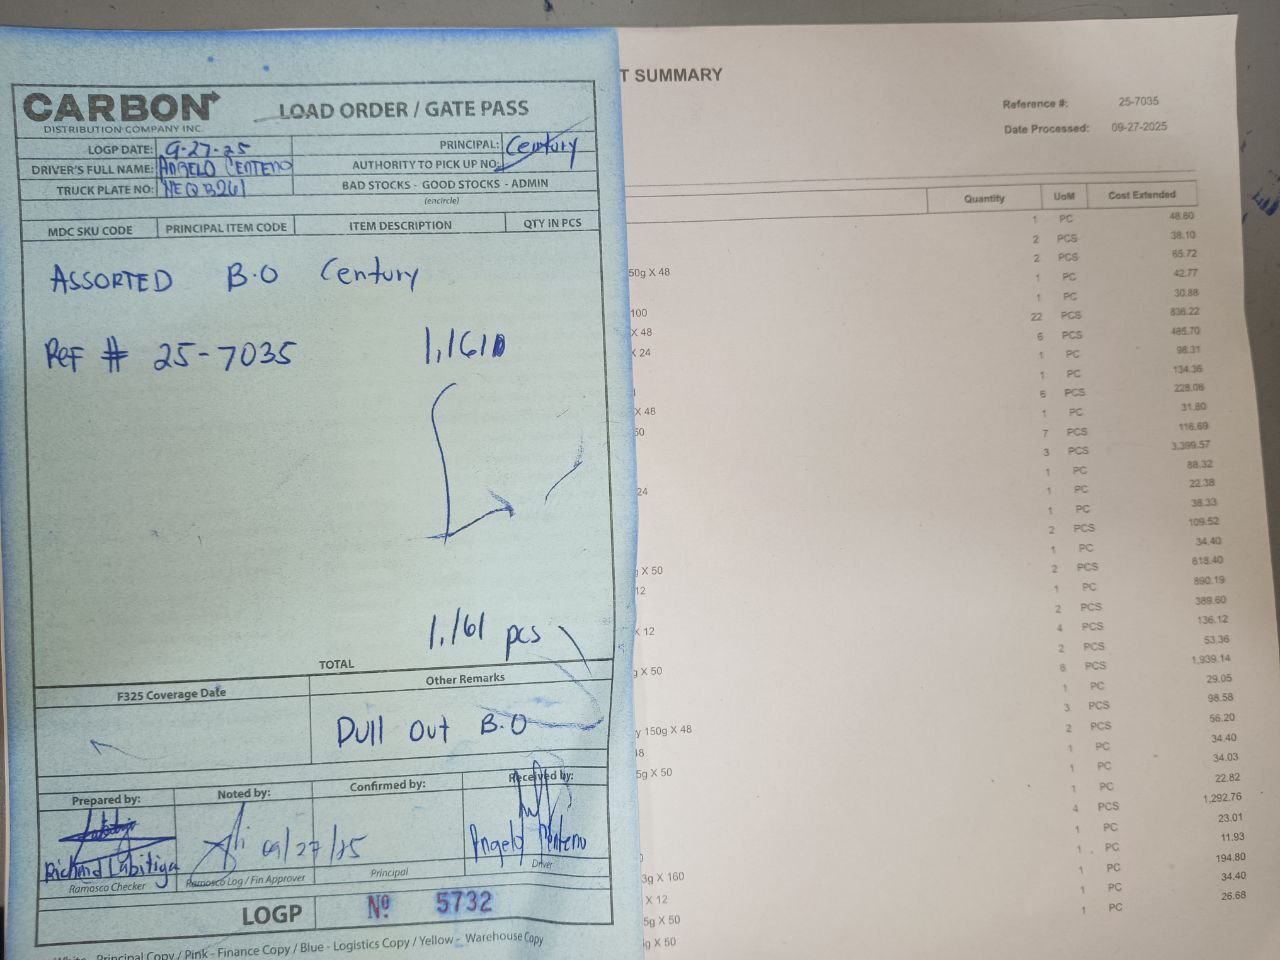 CARBON
DISTRIBUTION COMPANY INC.
LOAD ORDER / GATE PASS
LOGP DATE: 9-27-25
PRINCIPAL: Century
DRIVER'S FULL NAME: ANGELO CENTENO
AUTHORITY TO PICK UP NO:
TRUCK PLATE NO: NEQ B261
BAD STOCKS - GOOD STOCKS - ADMIN
(encircle)
MDC SKU CODE PRINCIPAL ITEM CODE ITEM DESCRIPTION QTY IN PCS
ASSORTED B.O Century
Ref # 25-7035 1,161
1,161 pcs
TOTAL
F325 Coverage Date
Other Remarks
Pull Out B.O
Prepared by: Noted by: Confirmed by: Received by:
09/27/25
Richard Labitiga
Angelo Centeno
Ramosco Checker Ramosco Log / Fin Approver Principal Driver
LOGP Nº 5732
White - Principal Copy / Pink - Finance Copy / Blue - Logistics Copy / Yellow - Warehouse Copy
T SUMMARY
Reference #: 25-7035
Date Processed: 09-27-2025
Quantity UoM Cost Extended
1 PC 48.60
2 PCS 38.10
50g X 48 2 PCS 65.72
1 PC 42.77
100 1 PC 30.88
X 48 22 PCS 836.22
X 24 6 PCS 485.70
1 PC 98.31
1 PC 134.36
X 48 6 PCS 228.06
50 1 PC 31.80
7 PCS 116.69
3 PCS 3,399.57
24 1 PC 88.32
1 PC 22.38
1 PC 38.33
2 PCS 109.52
g X 50 1 PC 34.40
12 2 PCS 618.40
1 PC 890.19
X 12 2 PCS 389.60
4 PCS 136.12
g X 50 2 PCS 53.36
8 PCS 1,939.14
1 PC 29.05
y 150g X 48 3 PCS 98.58
48 2 PCS 56.20
5g X 50 1 PC 34.40
1 PC 34.03
1 PC 22.82
4 PCS 1,292.76
1 PC 23.01
1 PC 11.93
3g X 160 1 PC 194.80
X 12 1 PC 34.40
5g X 50 1 PC 26.68
g X 50